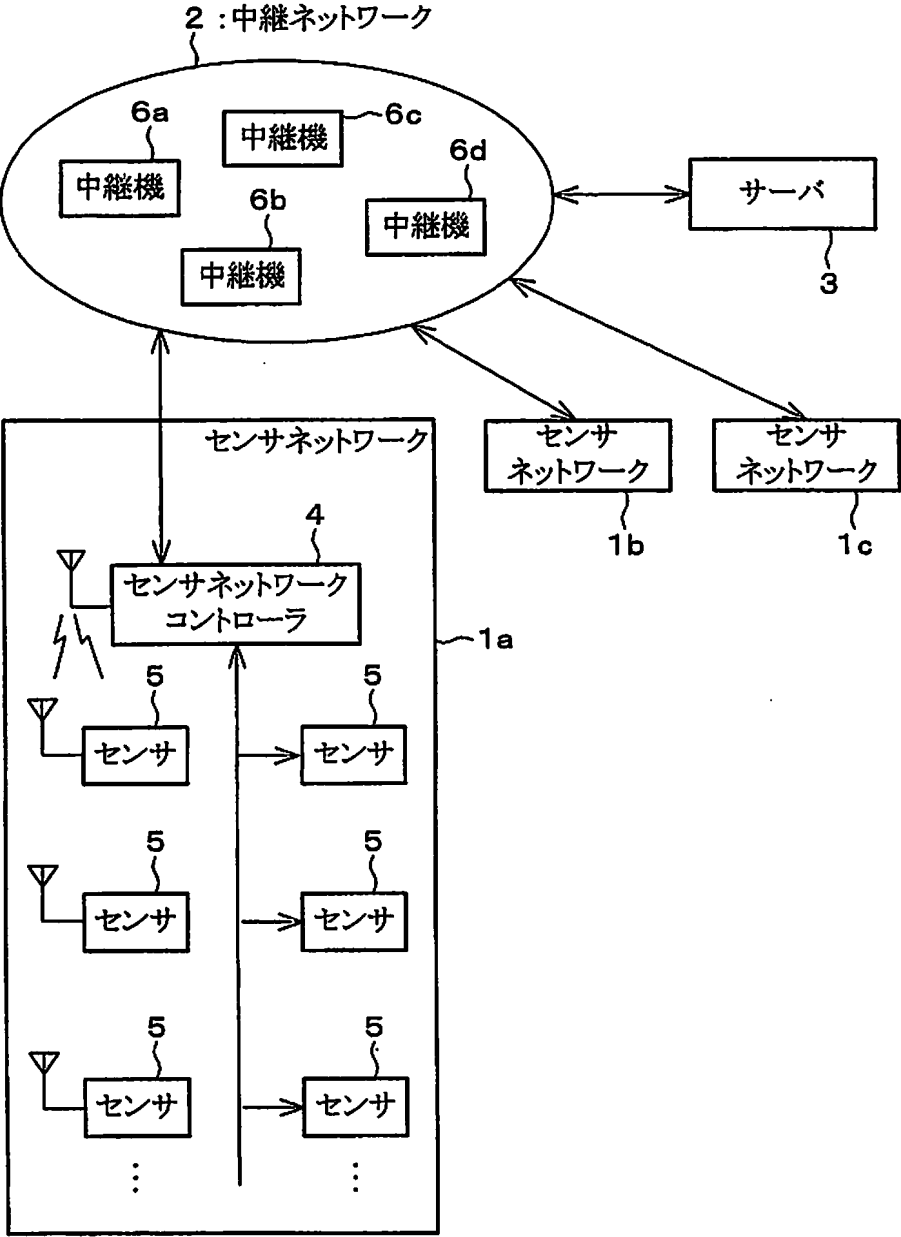 2：中継ネットワーク
6a
中継機
6c
中継機
6b
中継機
6d
中継機
サーバ
3
センサネットワーク
センサ
ネットワーク
1b
センサ
ネットワーク
1c
4
センサネットワーク
コントローラ
1a
5
センサ
5
センサ
5
センサ
5
センサ
5
センサ
5
センサ
⋮
⋮